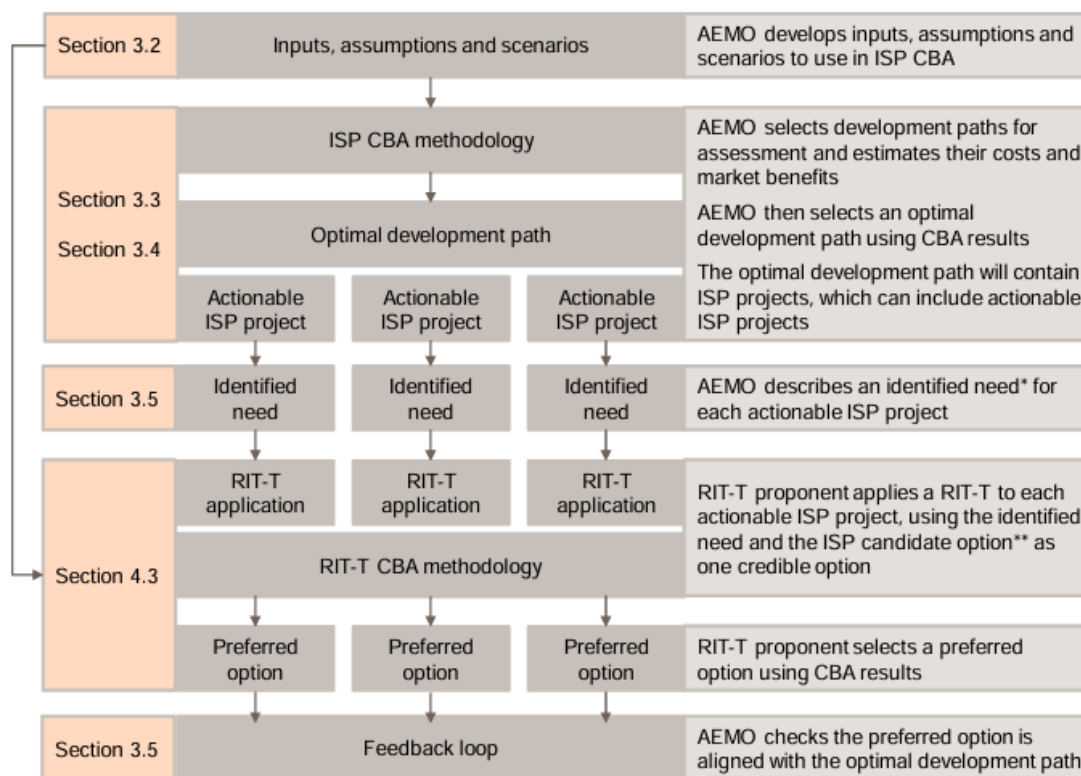 Section 3.2
Inputs, assumptions and scenarios
AEMO develops inputs, assumptions and
scenarios to use in ISP CBA
Section 3.3
Section 3.4
ISP CBA methodology
Optimal development path
AEMO selects development paths for
assessment and estimates their costs and
market benefits
AEMO then selects an optimal
development path using CBA results
The optimal development path will contain
ISP projects, which can include actionable
ISP projects
Actionable
ISP project
Actionable
ISP project
Actionable
ISP project
Section 3.5
Identified
need
Identified
need
Identified
need
AEMO describes an identified need* for
each actionable ISP project
Section 4.3
RIT-T
application
RIT-T
application
RIT-T
application
RIT-T CBA methodology
RIT-T proponent applies a RIT-T to each
actionable ISP project, using the identified
need and the ISP candidate option** as
one credible option
Preferred
option
Preferred
option
Preferred
option
RIT-T proponent selects a preferred
option using CBA results
Section 3.5
Feedback loop
AEMO checks the preferred option is
aligned with the optimal development path